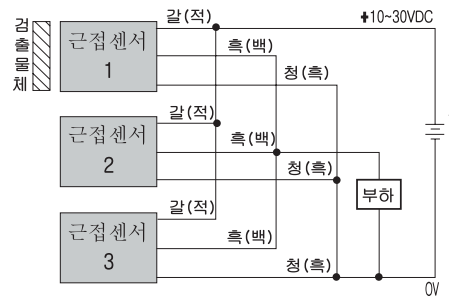 검출물체
근접센서
1
갈(적)
흑(백)
청(흑)
+10~30VDC
근접센서
2
갈(적)
흑(백)
청(흑)
부하
근접센서
3
갈(적)
흑(백)
청(흑)
0V